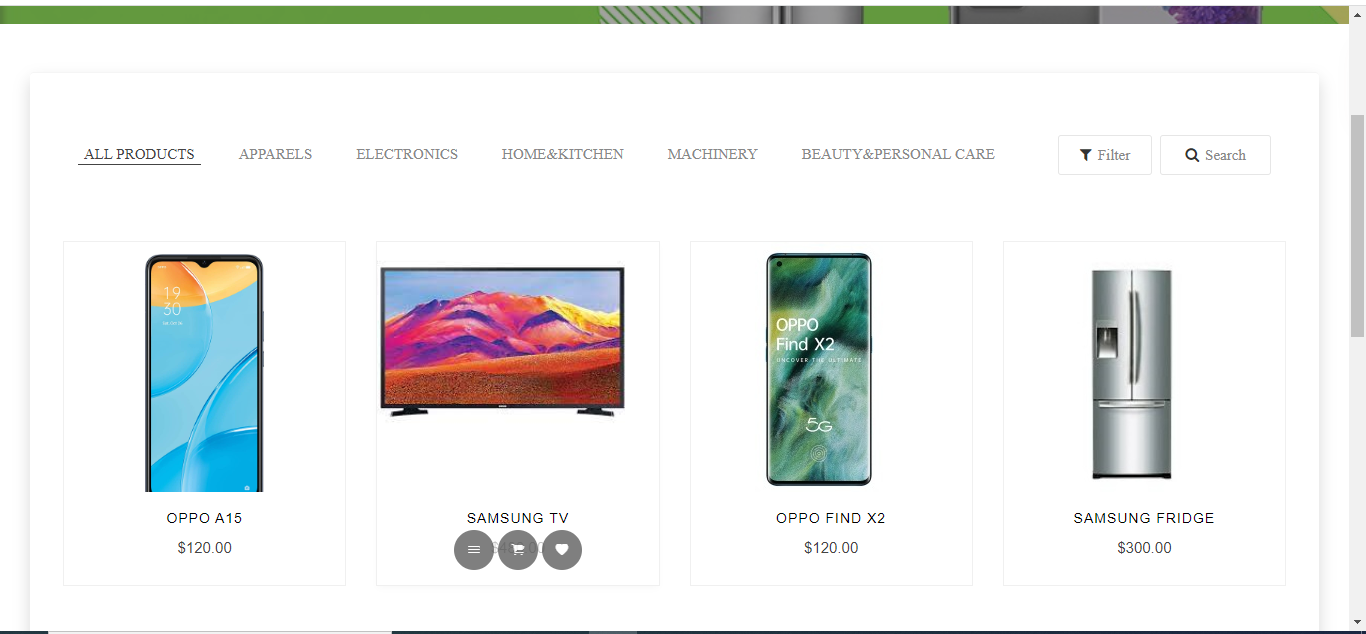 ALL PRODUCTS APPARELS ELECTRONICS HOME&KITCHEN MACHINERY BEAUTY&PERSONAL CARE Filter Search
19
30
OPPO
Find X2
UNCOVER THE ULTIMATE
5G
OPPO A15 SAMSUNG TV OPPO FIND X2 SAMSUNG FRIDGE
$120.00 $120.00 $300.00